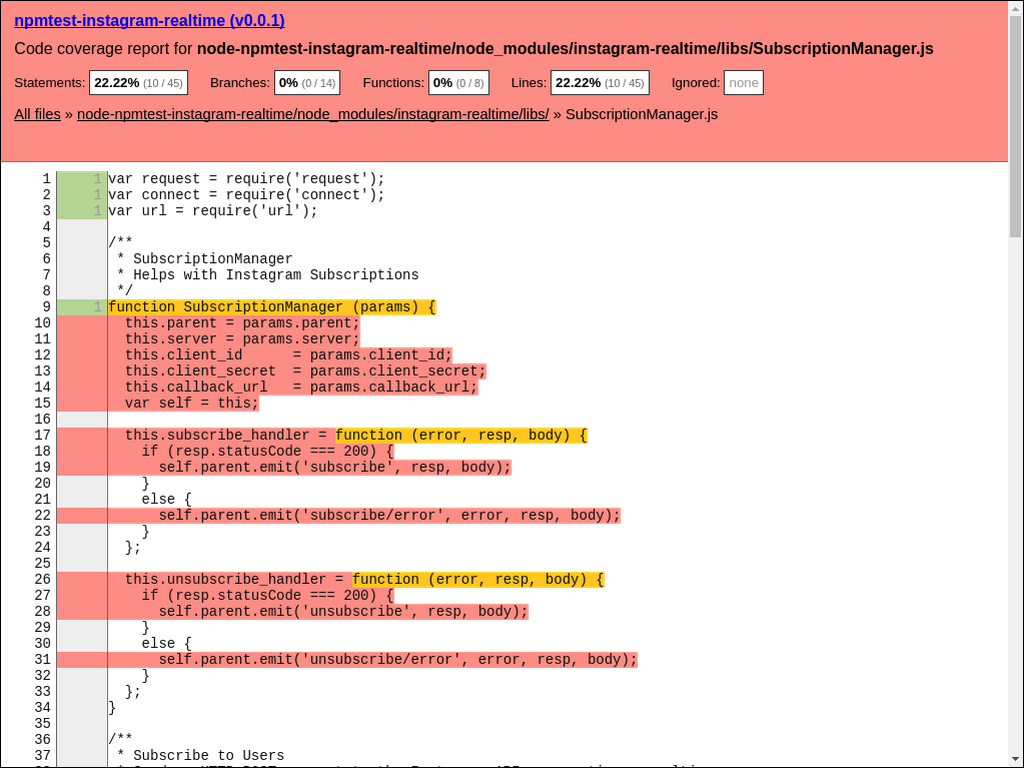 npmtest-instagram-realtime (v0.0.1)
Code coverage report for node-npmtest-instagram-realtime/node_modules/instagram-realtime/libs/SubscriptionManager.js
Statements: 22.22% (10 / 45) Branches: 0% (0 / 14) Functions: 0% (0 / 8) Lines: 22.22% (10 / 45) Ignored: none
All files » node-npmtest-instagram-realtime/node_modules/instagram-realtime/libs/ » SubscriptionManager.js
1 1 var request = require('request');
2 1 var connect = require('connect');
3 1 var url = require('url');
4
5 /**
6 * SubscriptionManager
7 * Helps with Instagram Subscriptions
8 */
9 1 function SubscriptionManager (params) {
10 this.parent = params.parent;
11 this.server = params.server;
12 this.client_id      = params.client_id;
13 this.client_secret  = params.client_secret;
14 this.callback_url   = params.callback_url;
15 var self = this;
16
17 this.subscribe_handler = function (error, resp, body) {
18 if (resp.statusCode === 200) {
19 self.parent.emit('subscribe', resp, body);
20 }
21 else {
22 self.parent.emit('subscribe/error', error, resp, body);
23 }
24 };
25
26 this.unsubscribe_handler = function (error, resp, body) {
27 if (resp.statusCode === 200) {
28 self.parent.emit('unsubscribe', resp, body);
29 }
30 else {
31 self.parent.emit('unsubscribe/error', error, resp, body);
32 }
33 };
34 }
35
36 /**
37 * Subscribe to Users